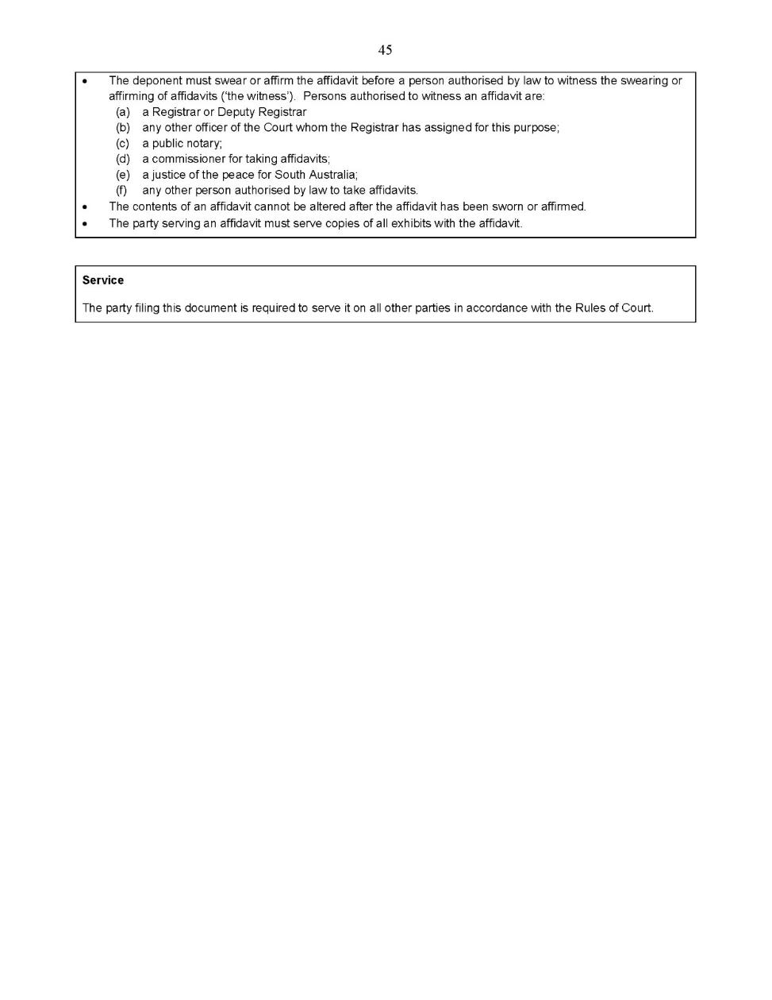 45
• The deponent must swear or affirm the affidavit before a person authorised by law to witness the swearing or
affirming of affidavits (‘the witness’).  Persons authorised to witness an affidavit are:
(a) a Registrar or Deputy Registrar
(b) any other officer of the Court whom the Registrar has assigned for this purpose;
(c) a public notary;
(d) a commissioner for taking affidavits;
(e) a justice of the peace for South Australia;
(f) any other person authorised by law to take affidavits.
• The contents of an affidavit cannot be altered after the affidavit has been sworn or affirmed.
• The party serving an affidavit must serve copies of all exhibits with the affidavit.
Service
The party filing this document is required to serve it on all other parties in accordance with the Rules of Court.